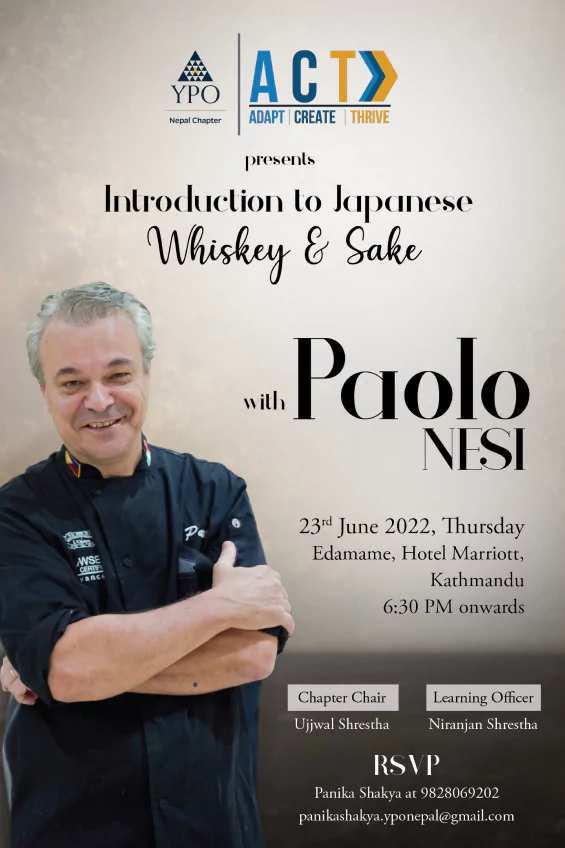 YPO
Nepal Chapter
ACT
ADAPT | CREATE | THRIVE
presents
Introduction to Japanese
Whiskey & Sake
with Paolo
NESI
23rd June 2022, Thursday
Edamame, Hotel Marriott,
Kathmandu
6:30 PM onwards
Chapter Chair
Ujjwal Shrestha
Learning Officer
Niranjan Shrestha
RSVP
Panika Shakya at 9828069202
panikashakya.yponepal@gmail.com